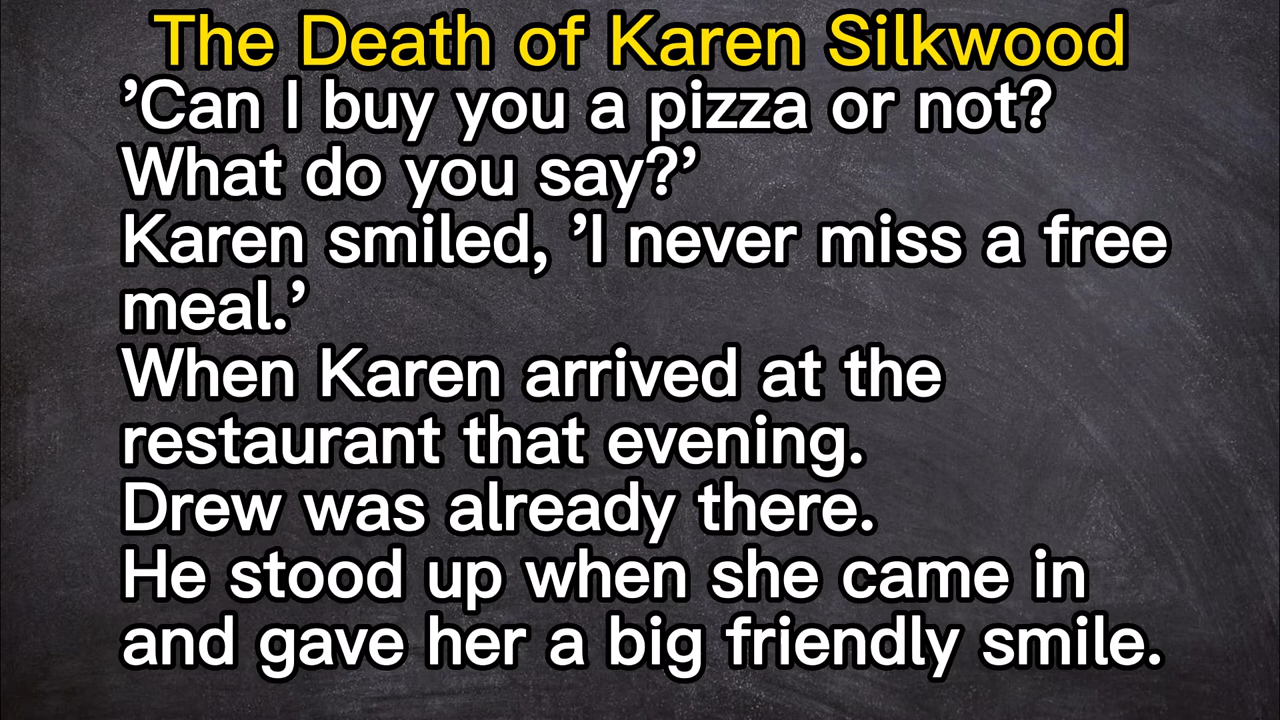 The Death of Karen Silkwood
’Can I buy you a pizza or not?
What do you say?’
Karen smiled, ’I never miss a free
meal.’
When Karen arrived at the
restaurant that evening.
Drew was already there.
He stood up when she came in
and gave her a big friendly smile.